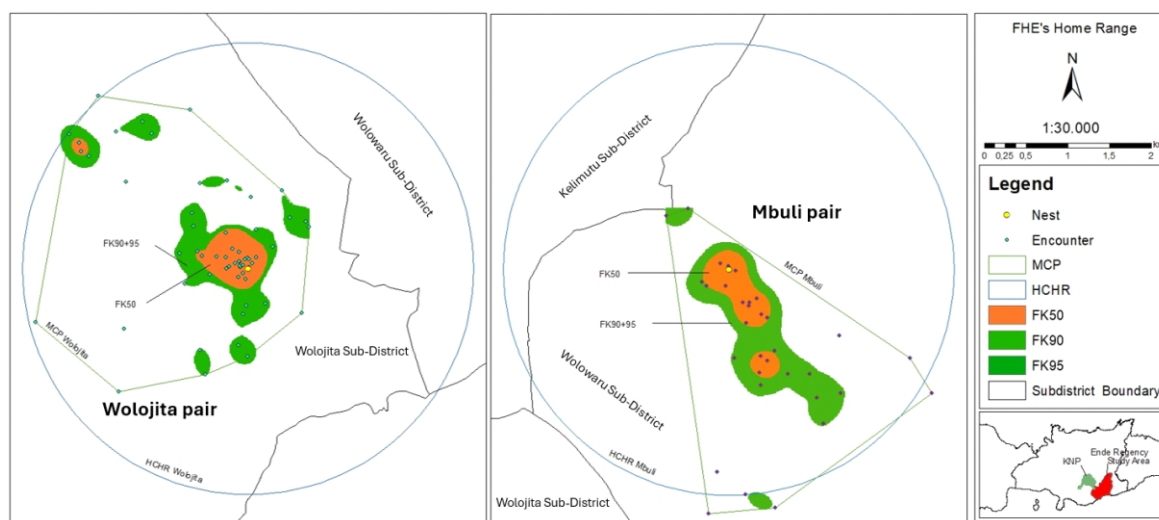 Wolowaru Sub-District
FK90+95
FK50
MCP Wolojita
Wolojita Sub-District
Wolojita pair
HCHR Wolojita
Kelimutu Sub-District
Mbuli pair
FK50
MCP Mbuli
FK90+95
Wolowaru Sub-District
HCHR Mbuli
Wolojita Sub-District
FHE's Home Range
N
1:30.000
0 0,25 0,5 1 1,5 2
Legend
Nest
Encounter
MCP
HCHR
FK50
FK90
FK95
Subdistrict Boundary
Ende Regency
Study Area
KNP